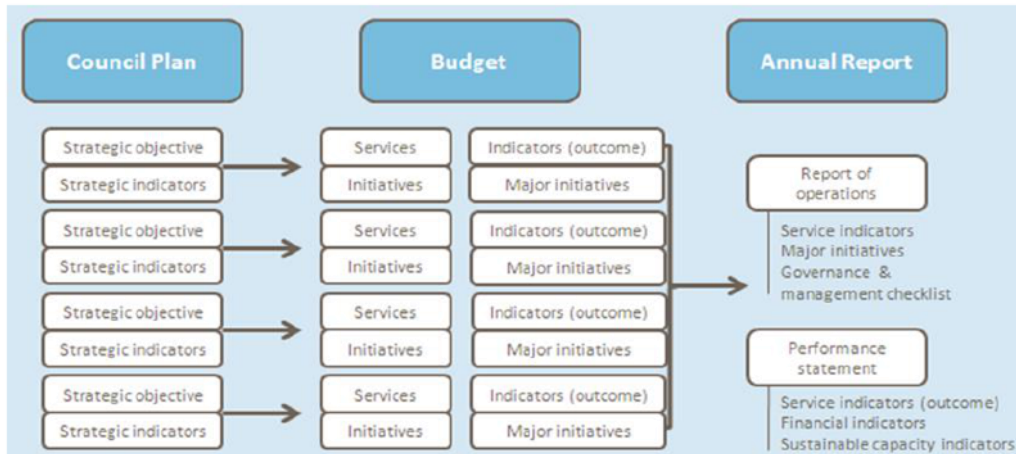 Council Plan
Budget
Annual Report
Strategic objective
Strategic indicators
Services
Indicators (outcome)
Initiatives
Major initiatives
Strategic objective
Strategic indicators
Services
Indicators (outcome)
Initiatives
Major initiatives
Strategic objective
Strategic indicators
Services
Indicators (outcome)
Initiatives
Major initiatives
Strategic objective
Strategic indicators
Services
Indicators (outcome)
Initiatives
Major initiatives
Report of
operations
Service indicators
Major initiatives
Governance &
management checklist
Performance
statement
Service indicators (outcome)
Financial indicators
Sustainable capacity indicators